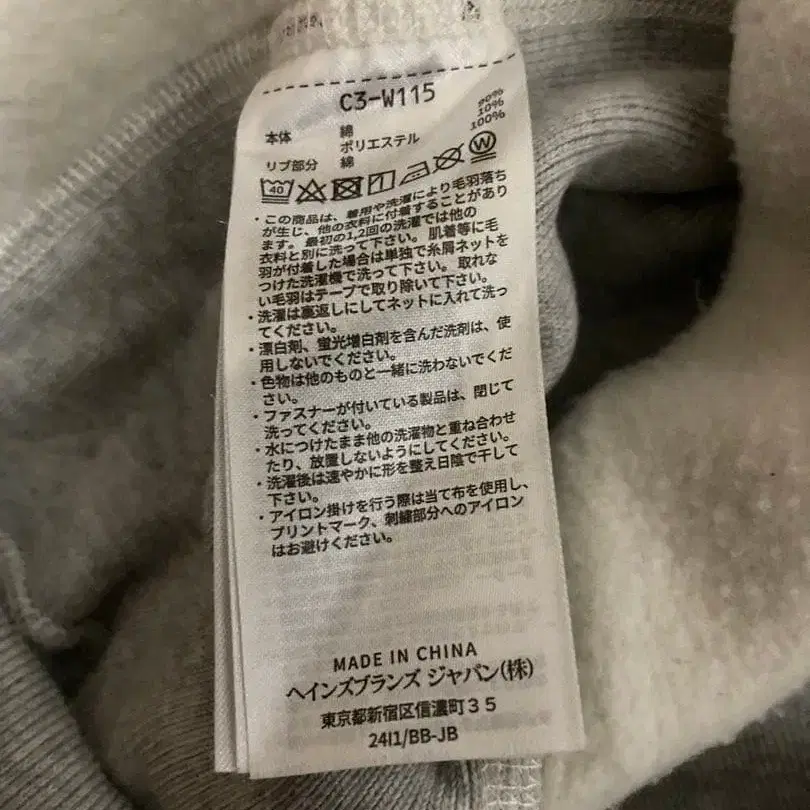 C3-W115
本体 綿 90%
ポリエステル 10%
リブ部分 綿 100%
40 W
・この商品は、着用や洗濯により毛羽落ち
が生じ、他の衣料に付着することがあり
ます。最初の1,2回の洗濯では他の
衣料と別に洗って下さい。肌着等に毛
羽が付着した場合は単独で糸屑ネットを
つけた洗濯機で洗って下さい。取れな
い毛羽はテープで取り除いて下さい。
・洗濯は裏返しにしてネットに入れて洗っ
てください。
・漂白剤、蛍光増白剤を含んだ洗剤は、使
用しないでください。
・色物は他のものと一緒に洗わないでくだ
さい。
・ファスナーが付いている製品は、閉じて
洗ってください。
・水につけたまま他の洗濯物と重ね合わせ
たり、放置しないようにしてください。
・洗濯後は速やかに形を整え日陰で干して
下さい。
・アイロン掛けを行う際は当て布を使用し、
プリントマーク、刺繍部分へのアイロン
はお避けください。
MADE IN CHINA
ヘインズブランズ ジャパン(株)
東京都新宿区信濃町35
24I1/BB-JB